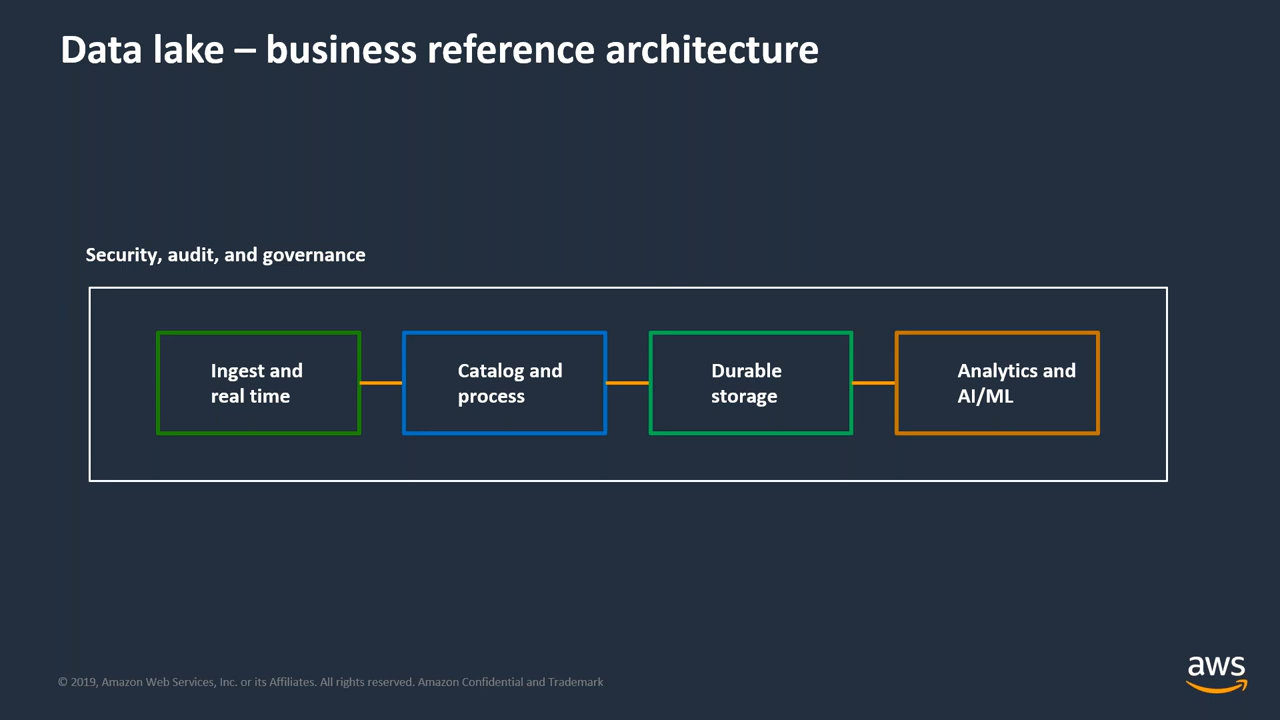 Data lake – business reference architecture
Security, audit, and governance
Ingest and
real time
Catalog and
process
Durable
storage
Analytics and
AI/ML
© 2019, Amazon Web Services, Inc. or its Affiliates. All rights reserved. Amazon Confidential and Trademark
aws